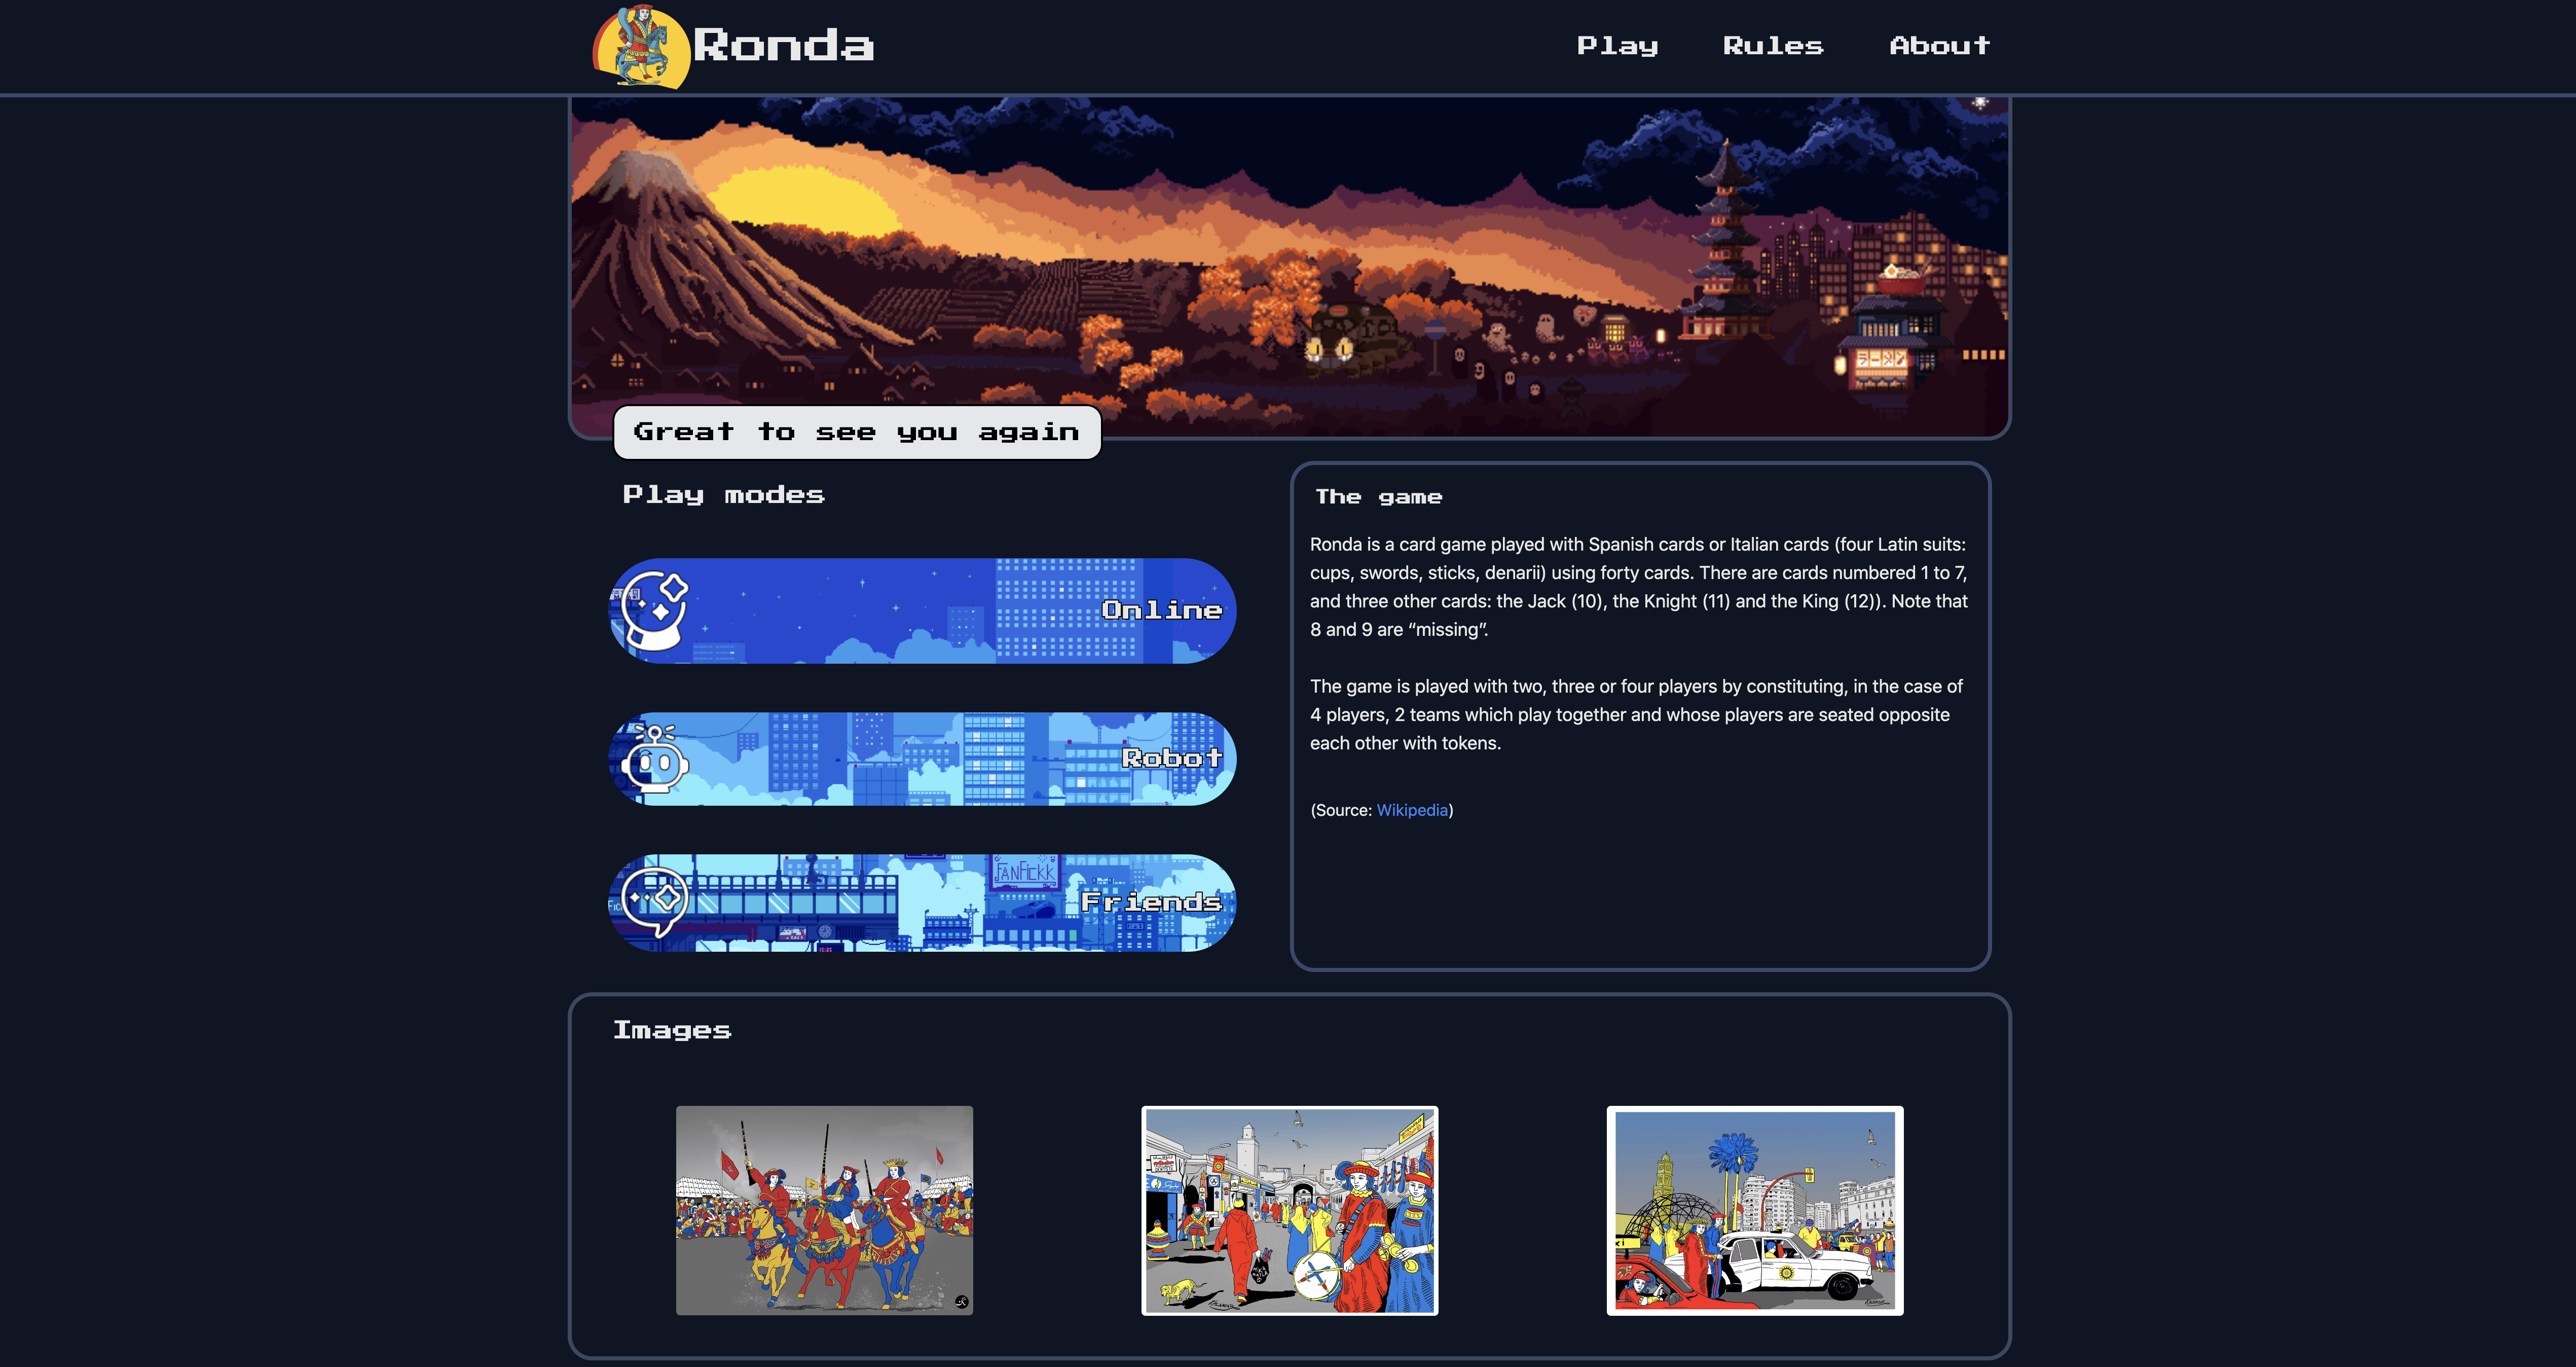 Ronda
Play
Rules
About
Great to see you again
Play modes
Online
Robot
FANFICKK
Friends
The game
Ronda is a card game played with Spanish cards or Italian cards (four Latin suits:
cups, swords, sticks, denarii) using forty cards. There are cards numbered 1 to 7,
and three other cards: the Jack (10), the Knight (11) and the King (12)). Note that
8 and 9 are “missing”.
The game is played with two, three or four players by constituting, in the case of
4 players, 2 teams which play together and whose players are seated opposite
each other with tokens.
(Source: Wikipedia)
Images